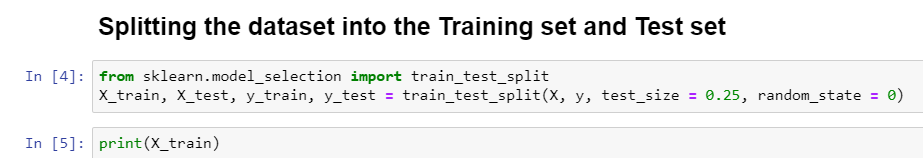 Splitting the dataset into the Training set and Test set
In [4]: from sklearn.model_selection import train_test_split
X_train, X_test, y_train, y_test = train_test_split(X, y, test_size = 0.25, random_state = 0)
In [5]: print(X_train)